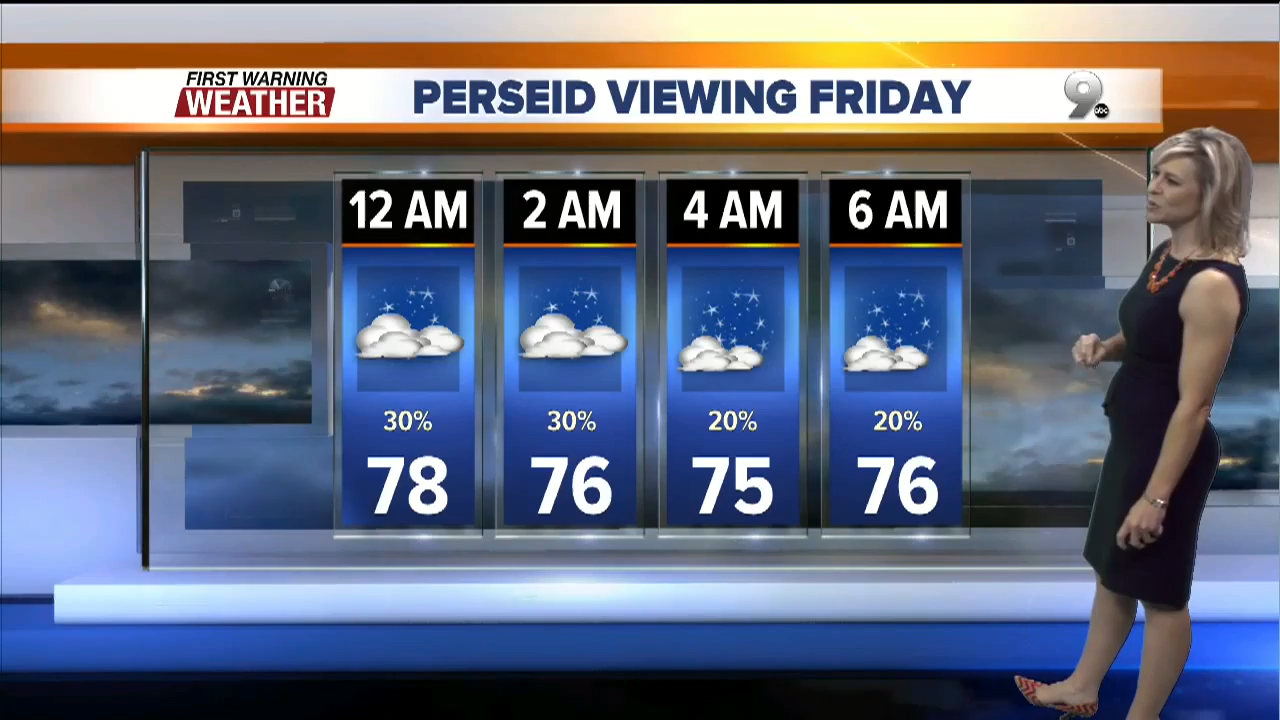 FIRST WARNING
WEATHER
PERSEID VIEWING FRIDAY
9
abc
12 AM
2 AM
4 AM
6 AM
30%
30%
20%
20%
78
76
75
76